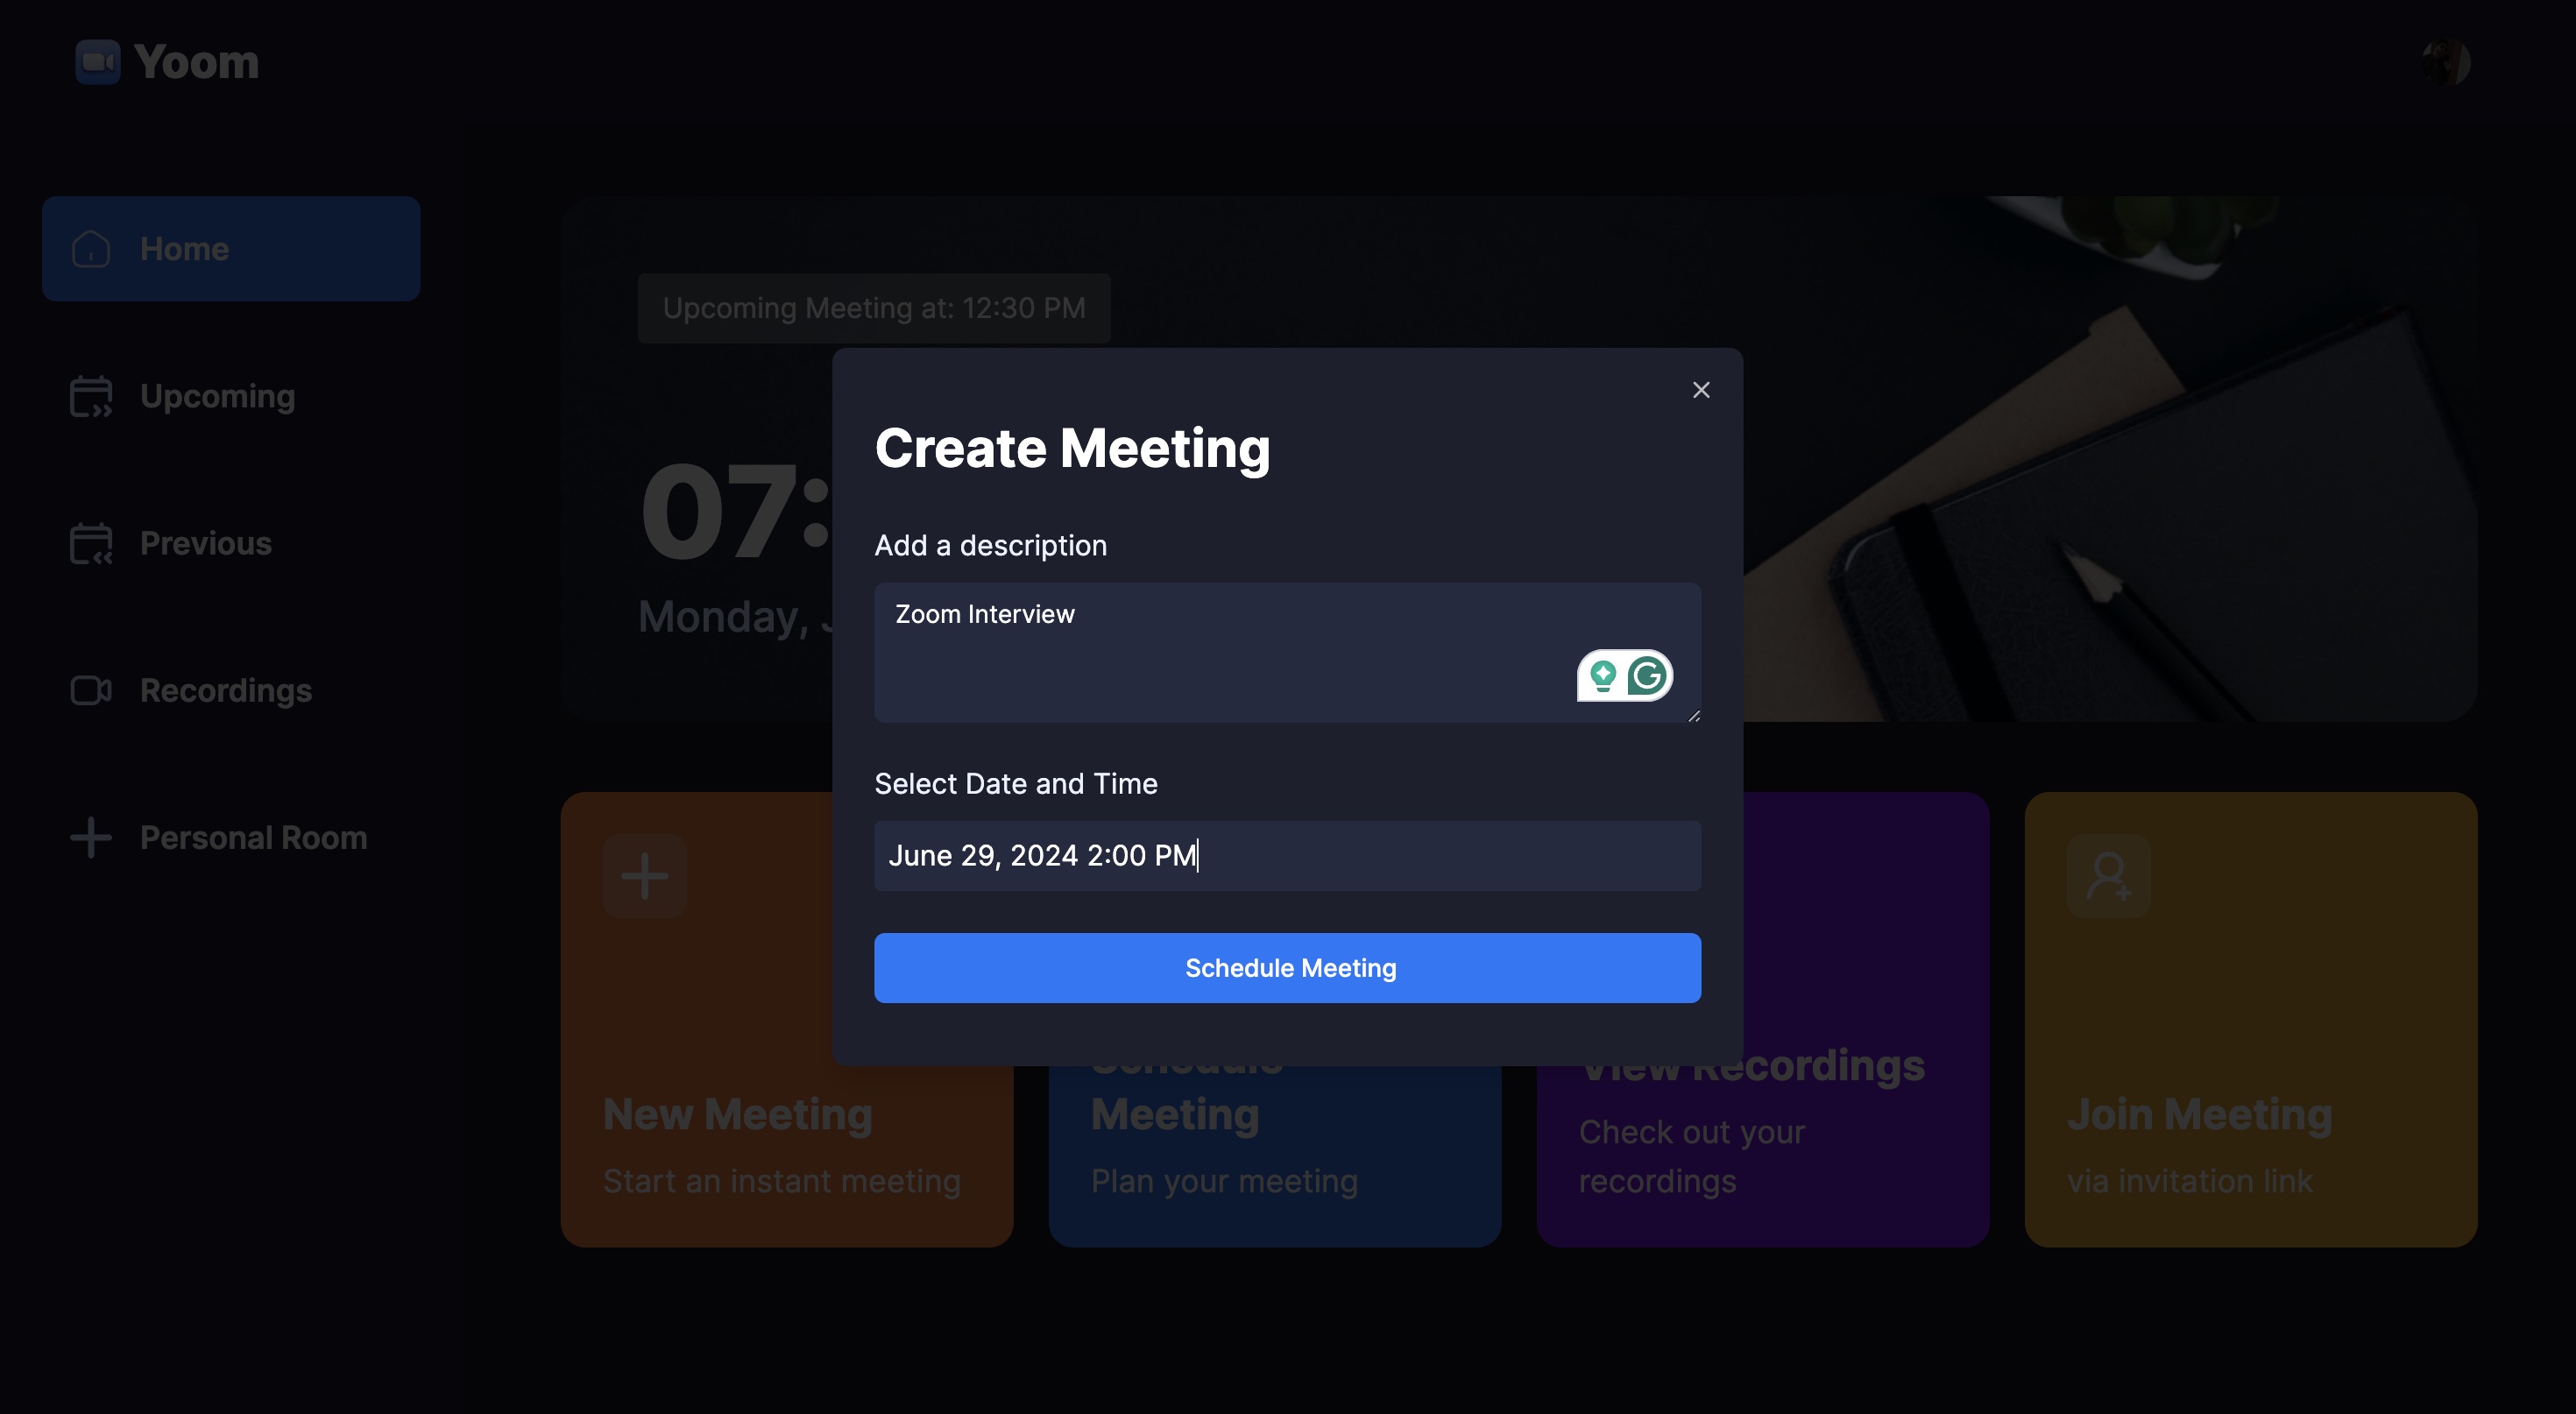 Yoom
Home
Upcoming
Previous
Recordings
Personal Room
Upcoming Meeting at: 12:30 PM
07:
Monday,
Create Meeting
Add a description
Zoom Interview
Select Date and Time
June 29, 2024 2:00 PM
Schedule Meeting
New Meeting
Start an instant meeting
Schedule
Meeting
Plan your meeting
View Recordings
Check out your
recordings
Join Meeting
via invitation link